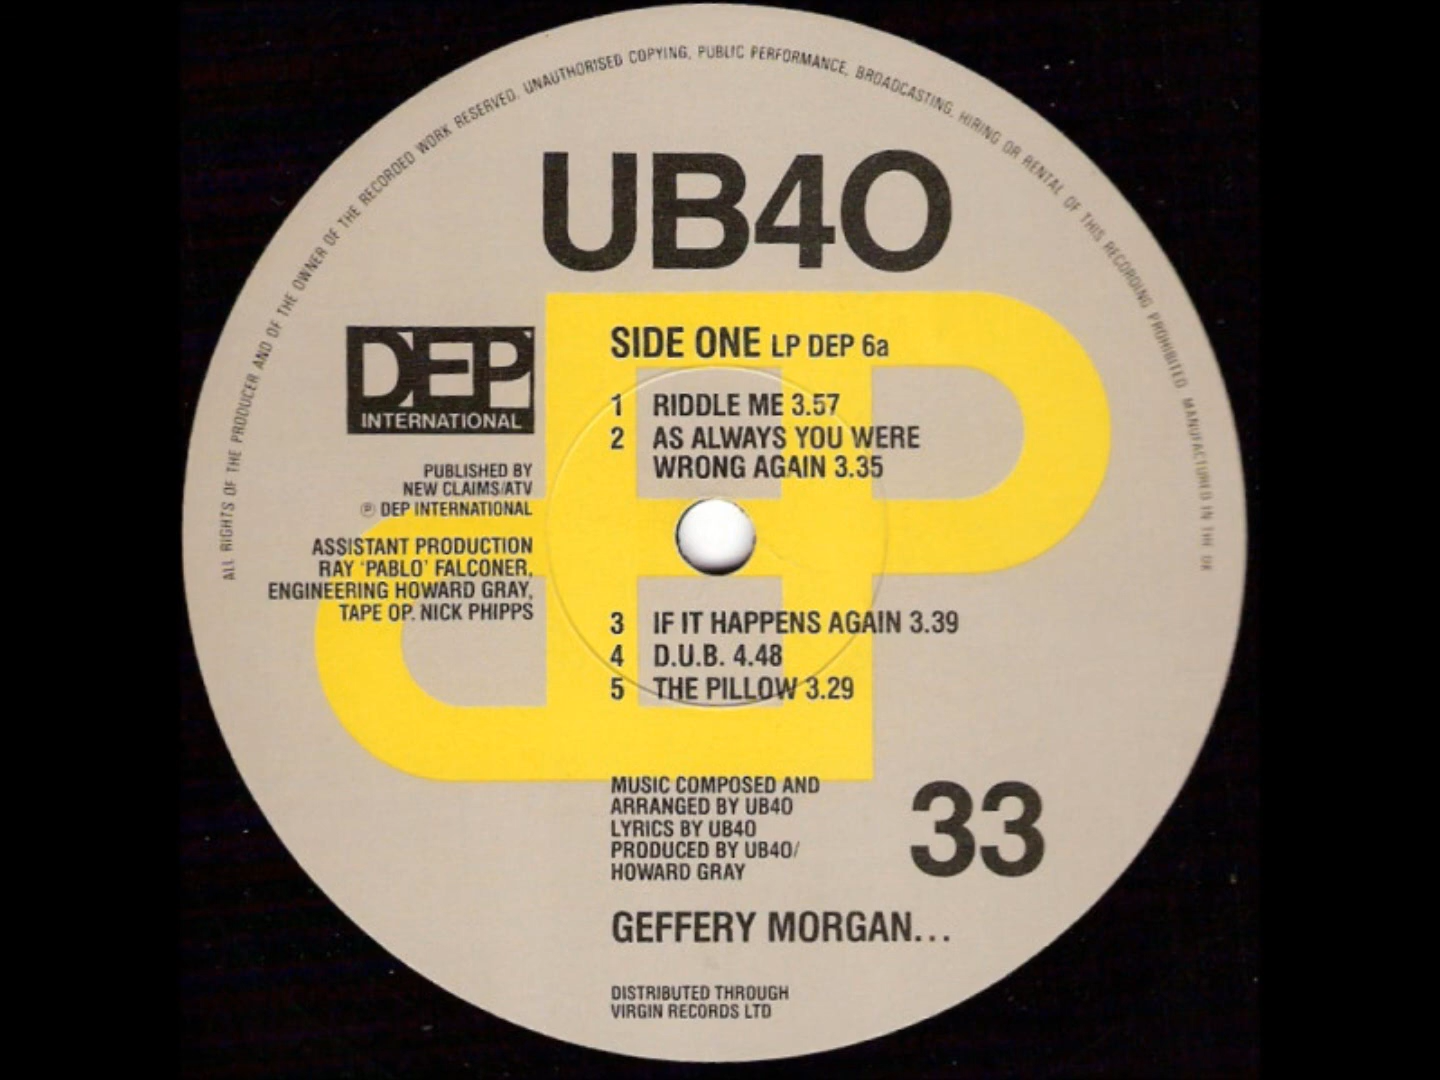 ALL RIGHTS OF THE PRODUCER AND OF THE OWNER OF THE RECORDED WORK RESERVED. UNAUTHORISED COPYING, PUBLIC PERFORMANCE, BROADCASTING, HIRING OR RENTAL OF THIS RECORDING PROHIBITED. MANUFACTURED IN THE UK
UB40
DEP
INTERNATIONAL
PUBLISHED BY
NEW CLAIMS/ATV
℗ DEP INTERNATIONAL
ASSISTANT PRODUCTION
RAY 'PABLO' FALCONER,
ENGINEERING HOWARD GRAY,
TAPE OP. NICK PHIPPS
SIDE ONE LP DEP 6a
1 RIDDLE ME 3.57
2 AS ALWAYS YOU WERE
WRONG AGAIN 3.35
3 IF IT HAPPENS AGAIN 3.39
4 D.U.B. 4.48
5 THE PILLOW 3.29
MUSIC COMPOSED AND
ARRANGED BY UB40
LYRICS BY UB40
PRODUCED BY UB40/
HOWARD GRAY
33
GEFFERY MORGAN...
DISTRIBUTED THROUGH
VIRGIN RECORDS LTD